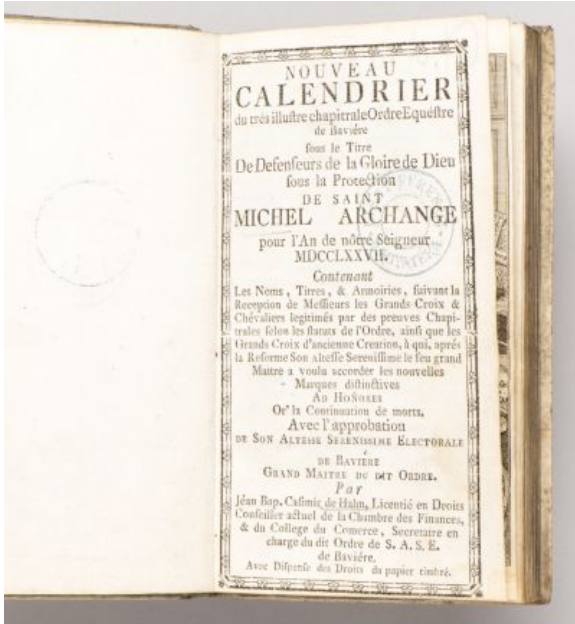 NOUVEAU
CALENDRIER
du trés illustre chapitrale Ordre Equéstre
de Baviére
sous le Titre
De Defenseurs de la Gloire de Dieu
sous la Protection
DE SAINT
MICHEL ARCHANGE
pour l'An de nôtre Seigneur
MDCCLXXVII.
Contenant
Les Noms, Titres, & Armoiries, suivant la
Reception de Messieurs les Grands Croix &
Chévaliers legitimés par des preuves Chapi-
trales selon les statuts de l'Ordre, ainsi que les
Grands Croix d'ancienne Creation, à qui, aprés
la Reforme Son Altesse Serenissime le feu grand
Maitre a voulu accorder les nouvelles
Marques distinctives
AD HOÑORES
Or' la Continuation de morts.
Avec l'approbation
DE SON ALTESSE SERENISSIME ELECTORALE
DE BAVIERE
GRAND MAITRE DU DIT ORDRE.
Par
Jéan Bap. Casimir de Hahn, Licentié en Droits
Conseiller actuel de la Chambre des Finances,
& du College du Comerce, Secretaire en
charge du dit Ordre de S. A. S. E.
de Baviére.
Avec Dispense des Droits du papier timbré.